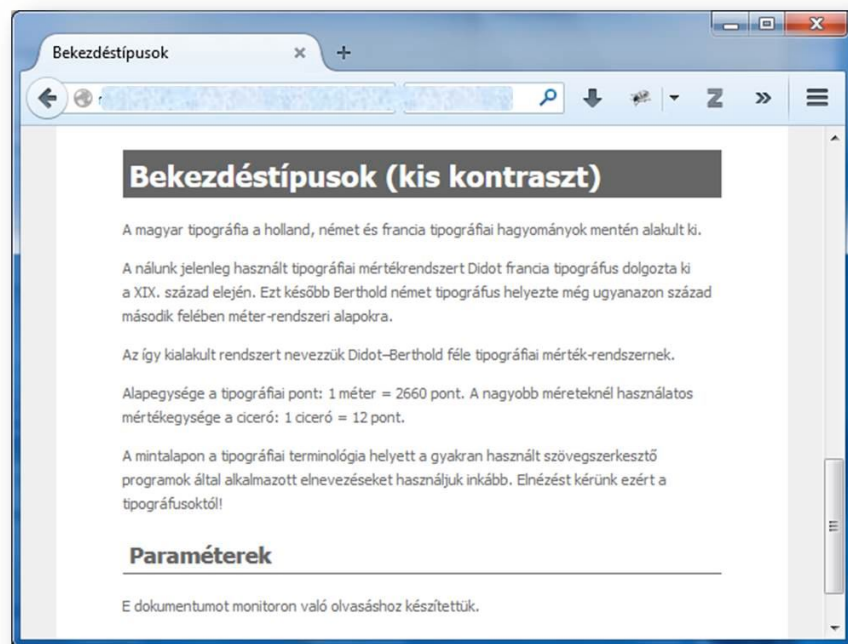 Bekezdéstípusok
Bekezdéstípusok (kis kontraszt)
A magyar tipográfia a holland, német és francia tipográfiai hagyományok mentén alakult ki.
A nálunk jelenleg használt tipográfiai mértékrendszert Didot francia tipográfus dolgozta ki
a XIX. század elején. Ezt később Berthold német tipográfus helyezte még ugyanazon század
második felében méter-rendszeri alapokra.
Az így kialakult rendszert nevezzük Didot–Berthold féle tipográfiai mérték-rendszernek.
Alapegysége a tipográfiai pont: 1 méter = 2660 pont. A nagyobb méreteknél használatos
mértékegysége a ciceró: 1 ciceró = 12 pont.
A mintalapon a tipográfiai terminológia helyett a gyakran használt szövegszerkesztő
programok által alkalmazott elnevezéseket használjuk inkább. Elnézést kérünk ezért a
tipográfusoktól!
Paraméterek
E dokumentumot monitoron való olvasáshoz készítettük.